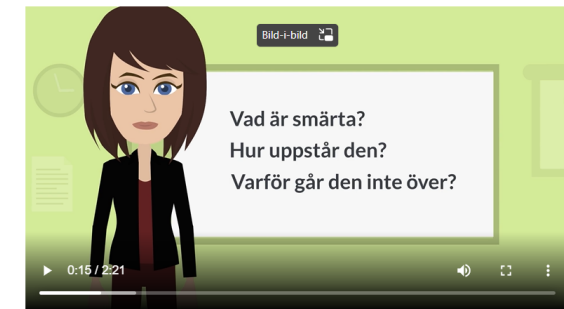 Bild-i-bild
Vad är smärta?
Hur uppstår den?
Varför går den inte över?
0:15 / 2:21